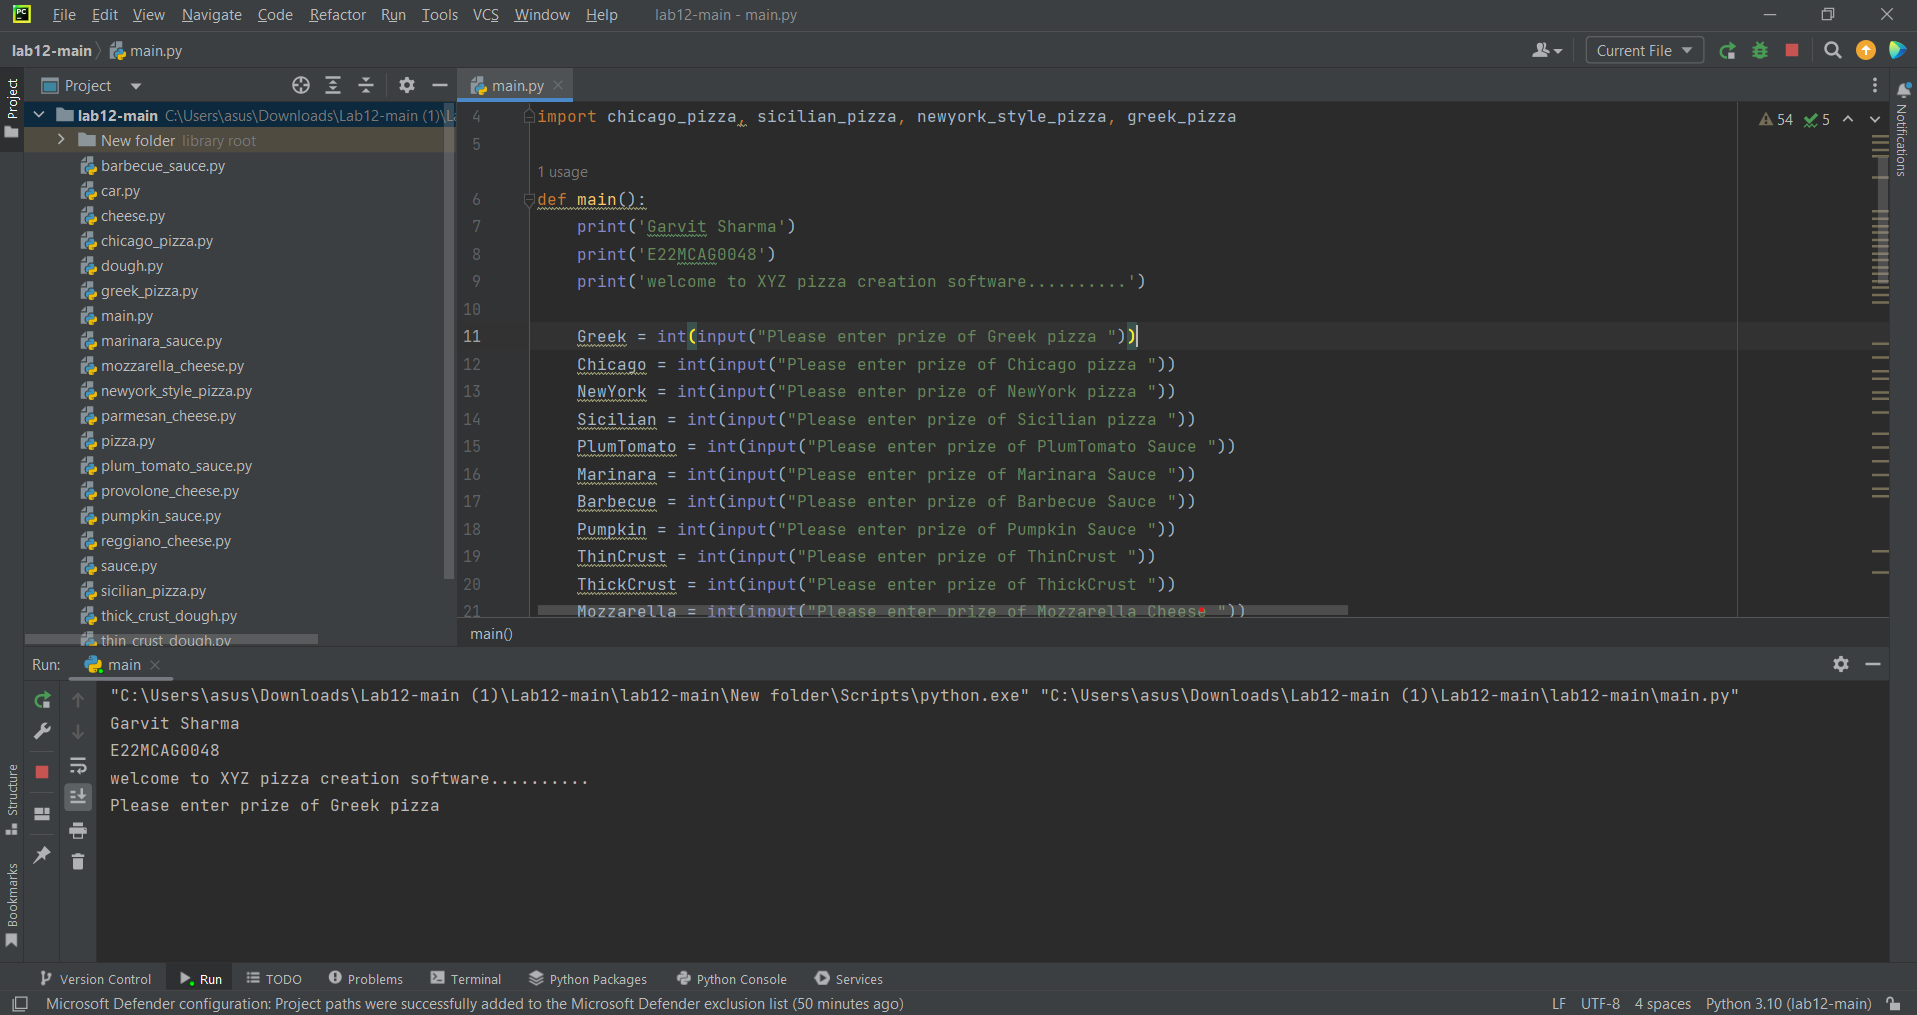 PC
File Edit View Navigate Code Refactor Run Tools VCS Window Help lab12-main - main.py
lab12-main main.py
Current File
Project
Project
main.py
lab12-main C:\Users\asus\Downloads\Lab12-main (1)\L
New folder library root
barbecue_sauce.py
car.py
cheese.py
chicago_pizza.py
dough.py
greek_pizza.py
main.py
marinara_sauce.py
mozzarella_cheese.py
newyork_style_pizza.py
parmesan_cheese.py
pizza.py
plum_tomato_sauce.py
provolone_cheese.py
pumpkin_sauce.py
reggiano_cheese.py
sauce.py
sicilian_pizza.py
thick_crust_dough.py
thin_crust_dough.py
4 import chicago_pizza, sicilian_pizza, newyork_style_pizza, greek_pizza
54 5
5
1 usage
6 def main():
7 print('Garvit Sharma')
8 print('E22MCAG0048')
9 print('welcome to XYZ pizza creation software..........')
10
11 Greek = int(input("Please enter prize of Greek pizza "))
12 Chicago = int(input("Please enter prize of Chicago pizza "))
13 NewYork = int(input("Please enter prize of NewYork pizza "))
14 Sicilian = int(input("Please enter prize of Sicilian pizza "))
15 PlumTomato = int(input("Please enter prize of PlumTomato Sauce "))
16 Marinara = int(input("Please enter prize of Marinara Sauce "))
17 Barbecue = int(input("Please enter prize of Barbecue Sauce "))
18 Pumpkin = int(input("Please enter prize of Pumpkin Sauce "))
19 ThinCrust = int(input("Please enter prize of ThinCrust "))
20 ThickCrust = int(input("Please enter prize of ThickCrust "))
21 Mozzarella = int(input("Please enter prize of Mozzarella Cheese "))
main()
Notifications
Run: main
"C:\Users\asus\Downloads\Lab12-main (1)\Lab12-main\lab12-main\New folder\Scripts\python.exe" "C:\Users\asus\Downloads\Lab12-main (1)\Lab12-main\lab12-main\main.py"
Garvit Sharma
E22MCAG0048
welcome to XYZ pizza creation software..........
Please enter prize of Greek pizza
Structure
Bookmarks
Version Control Run TODO Problems Terminal Python Packages Python Console Services
Microsoft Defender configuration: Project paths were successfully added to the Microsoft Defender exclusion list (50 minutes ago) LF UTF-8 4 spaces Python 3.10 (lab12-main)